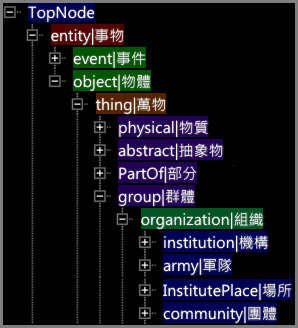 TopNode
entity|事物
event|事件
object|物體
thing|萬物
physical|物質
abstract|抽象物
PartOf|部分
group|群體
organization|組織
institution|機構
army|軍隊
InstitutePlace|場所
community|團體